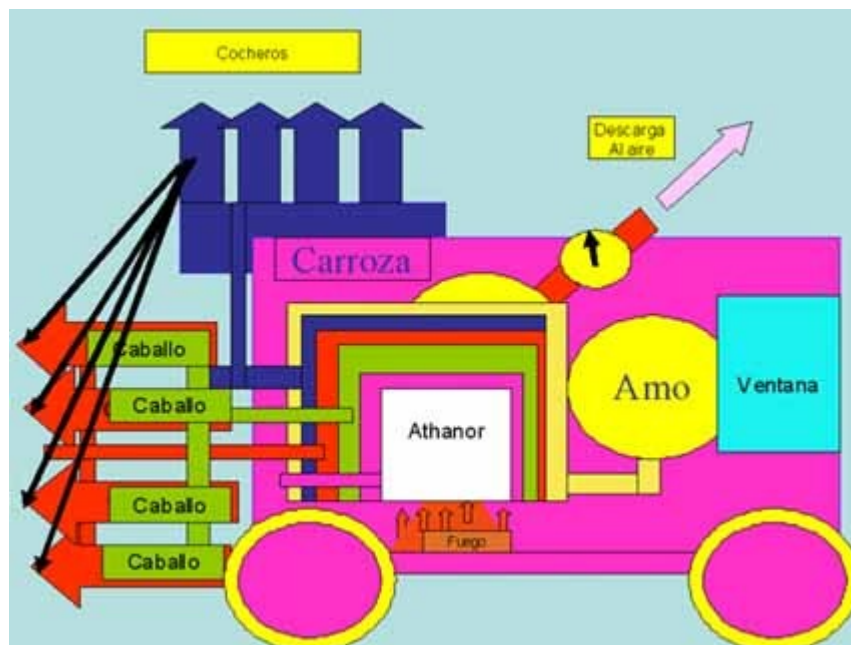 Cocheros
Descarga
Al aire
Carroza
Caballo
Caballo
Caballo
Caballo
Athanor
Amo
Ventana
Fuego